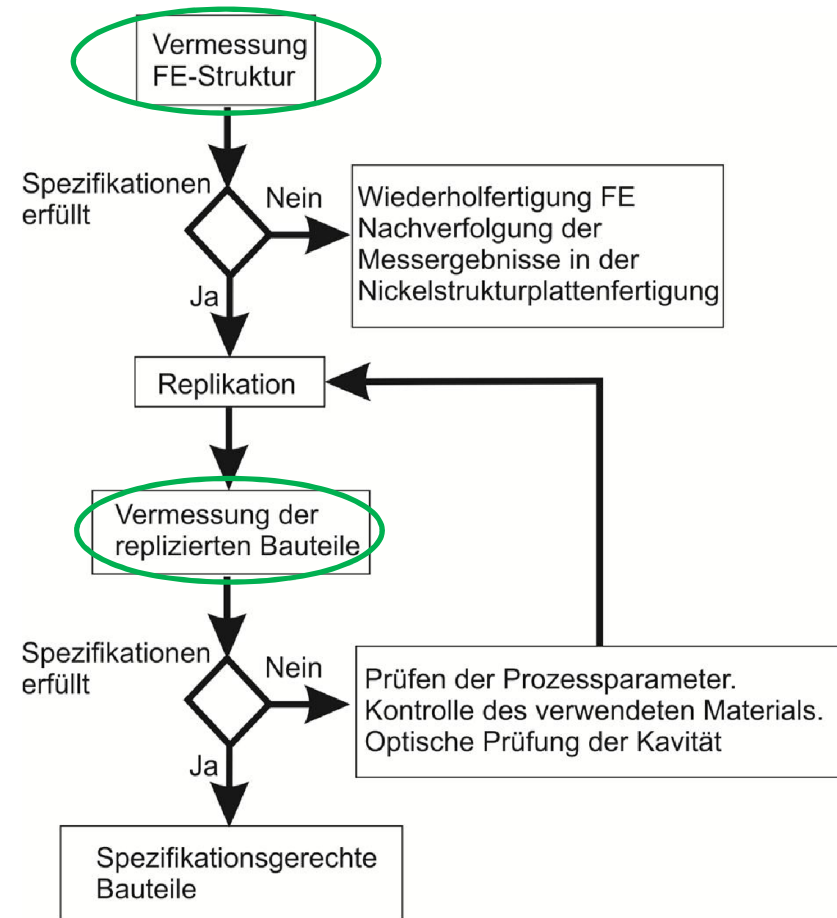 Vermessung
FE-Struktur
Spezifikationen
erfüllt
Nein
Wiederholfertigung FE
Nachverfolgung der
Messergebnisse in der
Nickelstrukturplattenfertigung
Ja
Replikation
Vermessung der
replizierten Bauteile
Spezifikationen
erfüllt
Nein
Prüfen der Prozessparameter.
Kontrolle des verwendeten Materials.
Optische Prüfung der Kavität
Ja
Spezifikationsgerechte
Bauteile